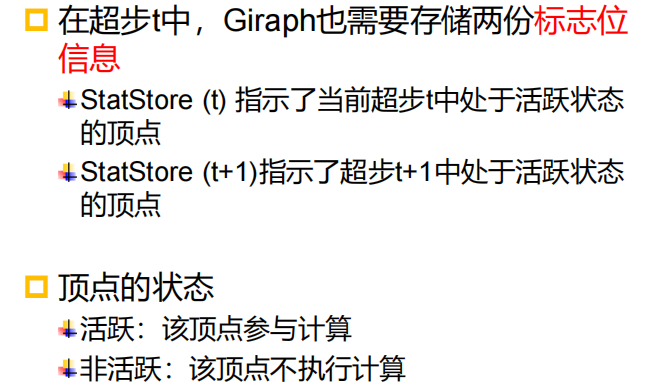 在超步t中，Giraph也需要存储两份标志位
信息
StatStore (t) 指示了当前超步t中处于活跃状态
的顶点
StatStore (t+1)指示了超步t+1中处于活跃状态
的顶点
顶点的状态
活跃：该顶点参与计算
非活跃：该顶点不执行计算